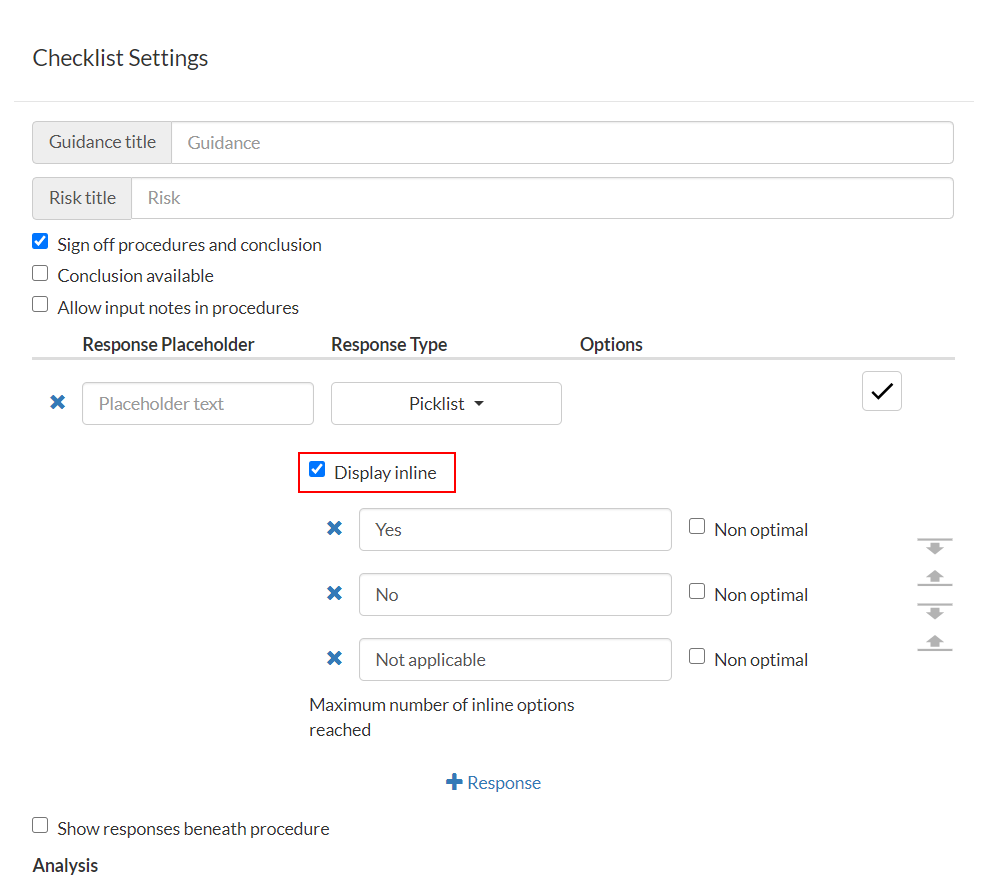 Checklist Settings
Guidance title Guidance
Risk title Risk
Sign off procedures and conclusion
Conclusion available
Allow input notes in procedures
Response Placeholder Response Type Options
Placeholder text Picklist
Display inline
Yes Non optimal
No Non optimal
Not applicable Non optimal
Maximum number of inline options
reached
Response
Show responses beneath procedure
Analysis